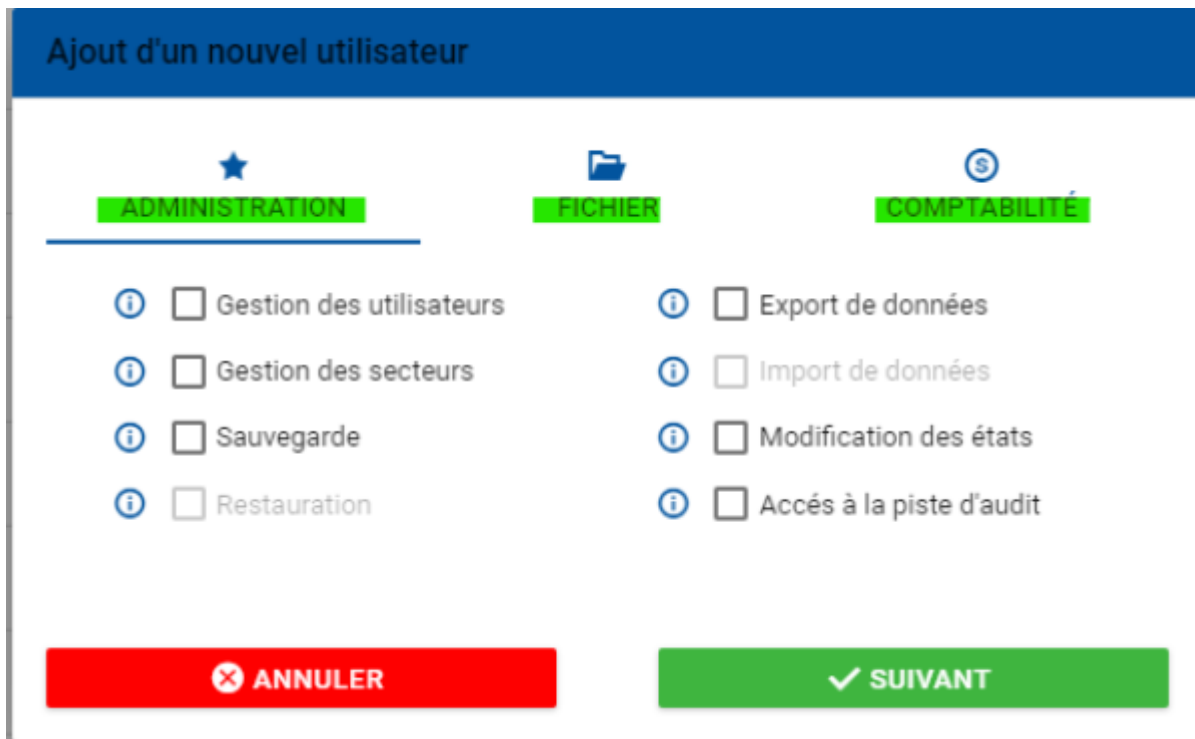 Ajout d'un nouvel utilisateur
ADMINISTRATION FICHIER COMPTABILITÉ
Gestion des utilisateurs Export de données
Gestion des secteurs Import de données
Sauvegarde Modification des états
Restauration Accés à la piste d'audit
ANNULER SUIVANT